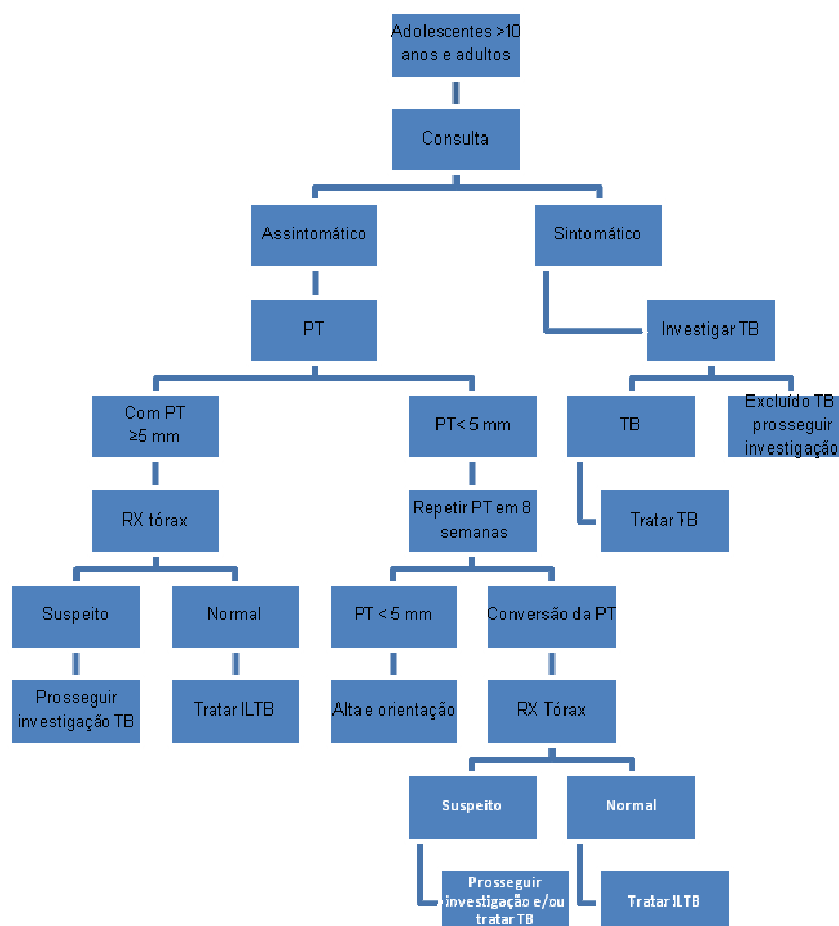 Adolescentes >10
anos e adultos
Consulta
Assintomático
Sintomático
PT
Investigar TB
Com PT
≥5 mm
PT< 5 mm
TB
Excluído TB
prosseguir
investigação
RX tórax
Repetir PT em 8
semanas
Tratar TB
Suspeito
Normal
PT < 5 mm
Conversão da PT
Prosseguir
investigação TB
Tratar ILTB
Alta e orientação
RX Tórax
Suspeito
Normal
Prosseguir
investigação e/ou
tratar TB
Tratar ILTB